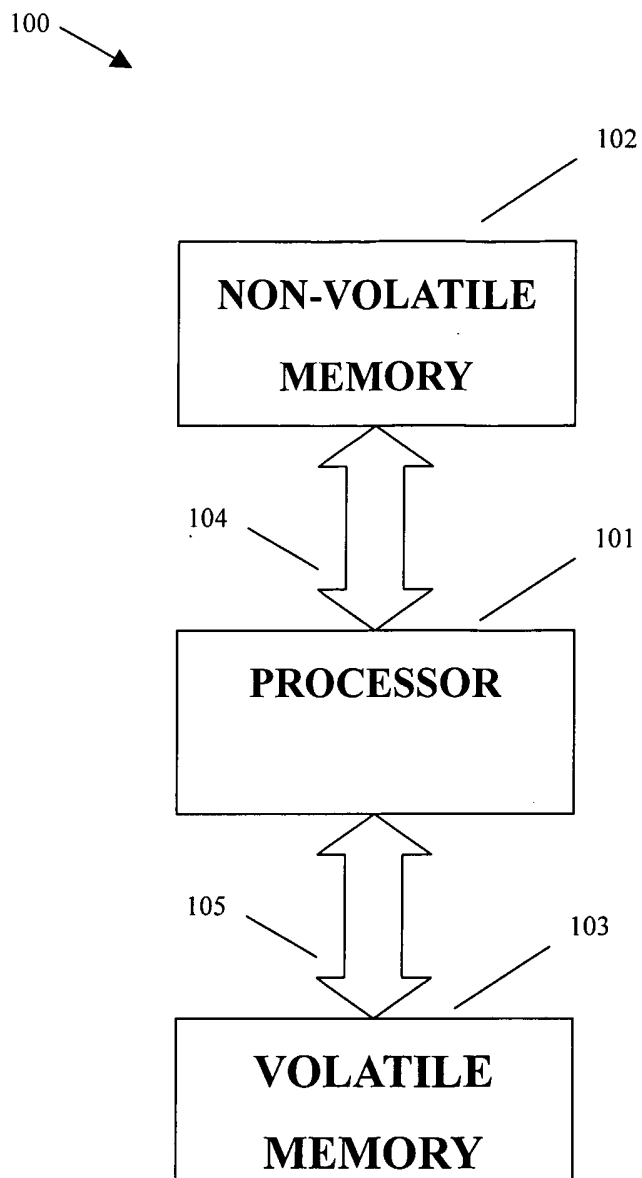 100
102
NON-VOLATILE
MEMORY
104
101
PROCESSOR
105
103
VOLATILE
MEMORY